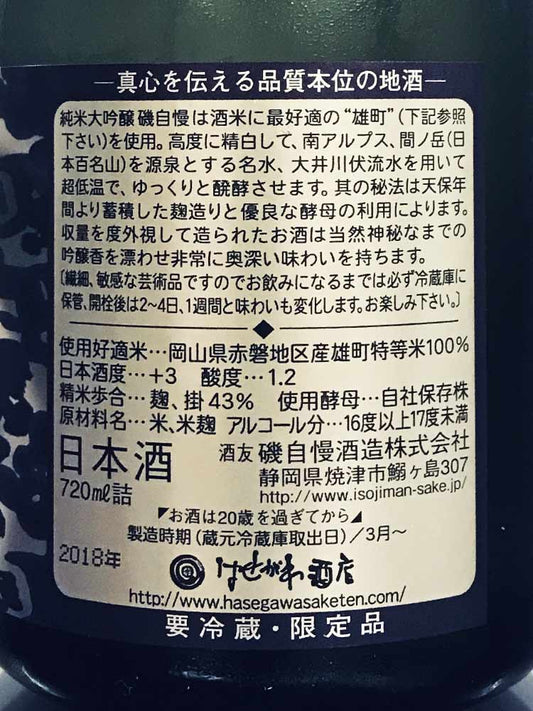 ―真心を伝える品質本位の地酒―
純米大吟醸磯自慢は酒米に最好適の“雄町”(下記参照
下さい)を使用。高度に精白して、南アルプス、間ノ岳(日
本百名山)を源泉とする名水、大井川伏流水を用いて
超低温で、ゆっくりと醗酵させます。其の秘法は天保年
間より蓄積した麹造りと優良な酵母の利用によります。
収量を度外視して造られたお酒は当然神秘なまでの
吟醸香を漂わせ非常に奥深い味わいを持ちます。
〔繊細、敏感な芸術品ですのでお飲みになるまでは必ず冷蔵庫に
保管、開栓後は2~4日、1週間と味わいも変化します。お楽しみ下さい。〕
使用好適米…岡山県赤磐地区産雄町特等米100%
日本酒度…+3 酸度…1.2
精米歩合…麹、掛43% 使用酵母…自社保存株
原材料名…米、米麹 アルコール分…16度以上17度未満
日本酒
720㎖詰
酒友 磯自慢酒造株式会社
静岡県焼津市鰯ヶ島307
http://www.isojiman-sake.jp/
お酒は20歳を過ぎてから
製造時期(蔵元冷蔵庫取出日)/3月~
2018年
はせがわ酒店
http://www.hasegawasaketen.com/
要冷蔵・限定品